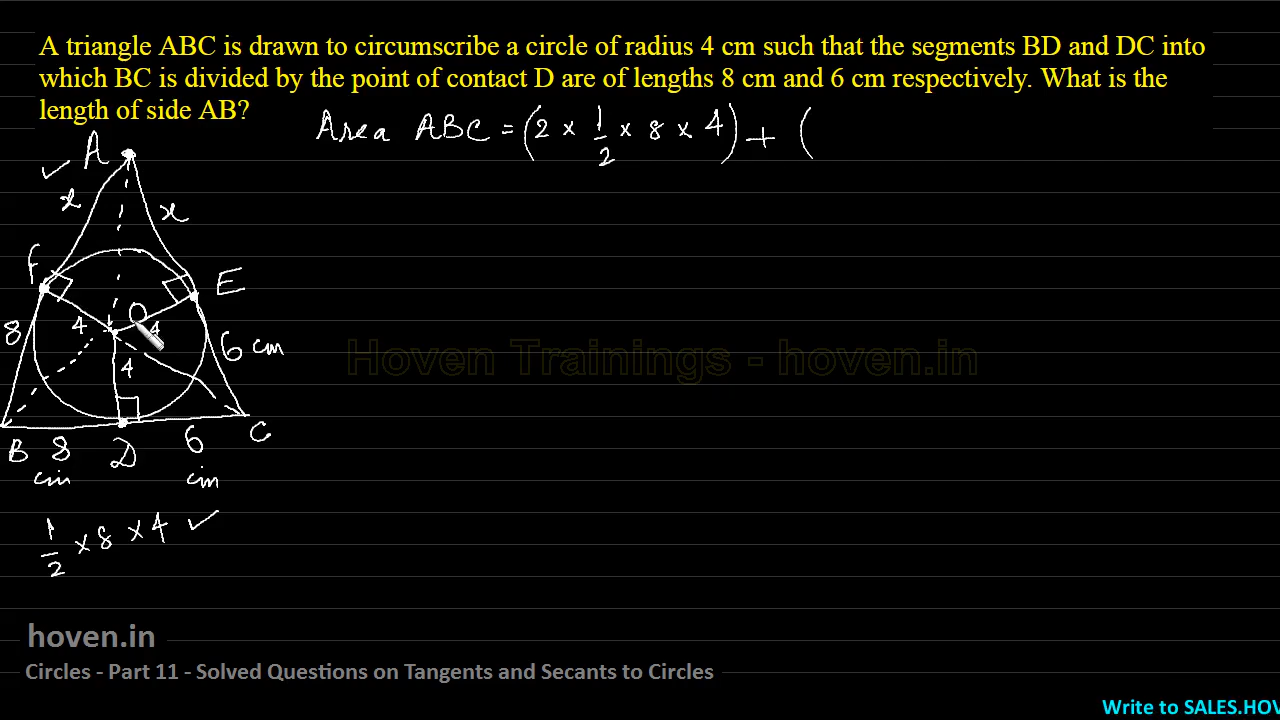 A triangle ABC is drawn to circumscribe a circle of radius 4 cm such that the segments BD and DC into
which BC is divided by the point of contact D are of lengths 8 cm and 6 cm respectively. What is the
length of side AB?
Area ABC = (2 × 1/2 × 8 × 4) + (
A
x x
F E
8 4 O 4 6 cm
4
Hoven Trainings - hoven.in
B 8 D 6 C
cm cm
1/2 × 8 × 4 ✓
hoven.in
Circles - Part 11 - Solved Questions on Tangents and Secants to Circles
Write to SALES.HOV